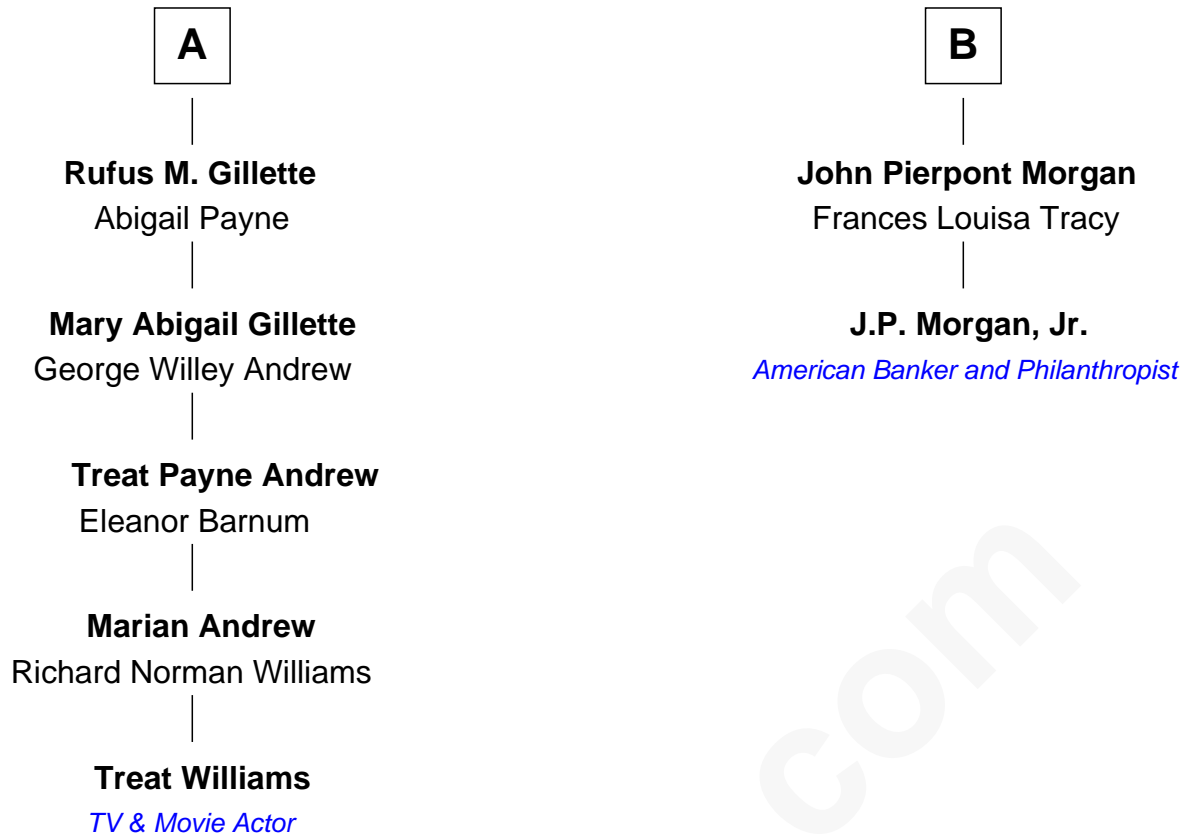 A
Rufus M. Gillette
Abigail Payne
Mary Abigail Gillette
George Willey Andrew
Treat Payne Andrew
Eleanor Barnum
Marian Andrew
Richard Norman Williams
Treat Williams
TV & Movie Actor
B
John Pierpont Morgan
Frances Louisa Tracy
J.P. Morgan, Jr.
American Banker and Philanthropist
com